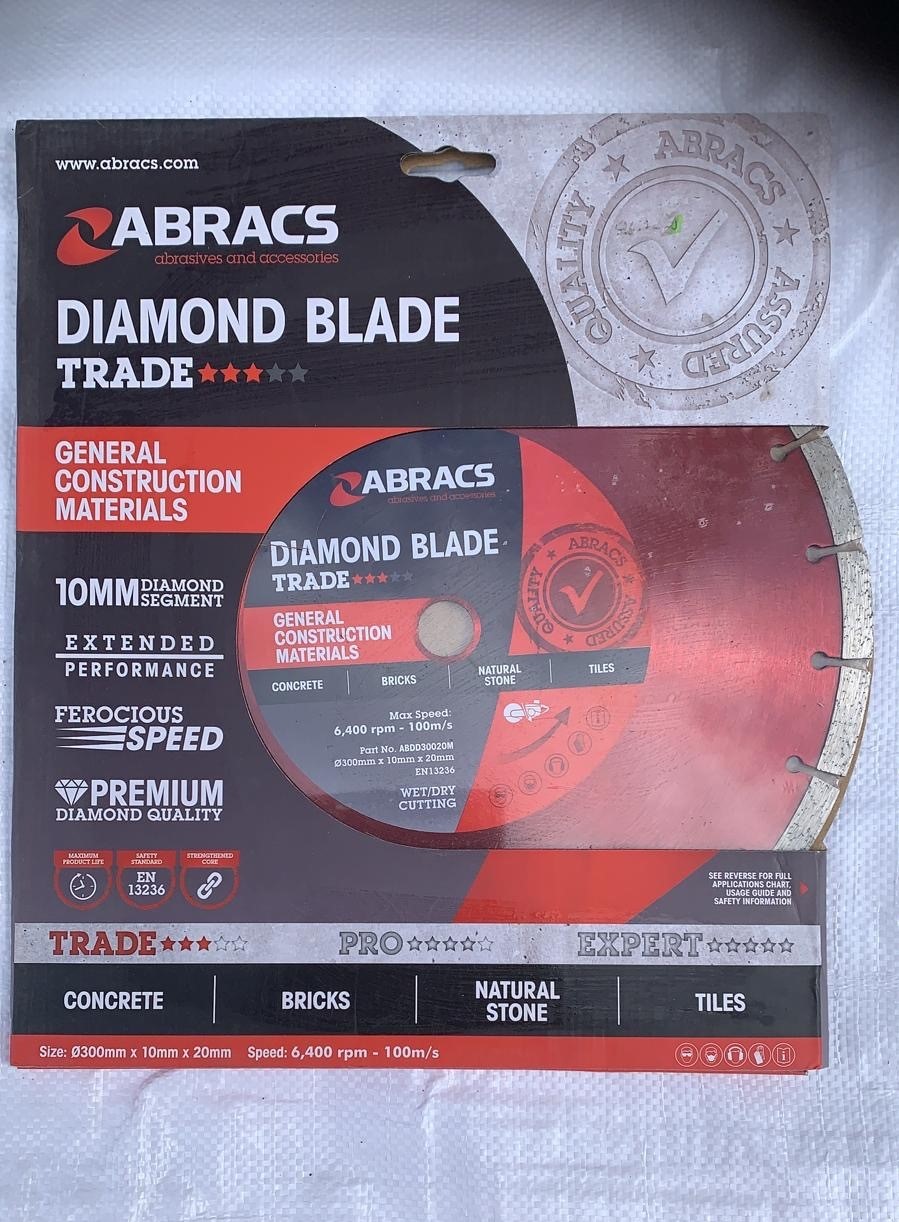 www.abracs.com
ABRACS
abrasives and accessories
DIAMOND BLADE
TRADE
QUALITY ★ ABRACS ★ ASSURED ★
GENERAL
CONSTRUCTION
MATERIALS
10MM DIAMOND
SEGMENT
EXTENDED
PERFORMANCE
FEROCIOUS
SPEED
PREMIUM
DIAMOND QUALITY
MAXIMUM
PRODUCT LIFE
SAFETY
STANDARD
EN
13236
STRENGTHENED
CORE
ABRACS
abrasives and accessories
DIAMOND BLADE
TRADE
QUALITY ★ ABRACS ★ ASSURED ★
GENERAL
CONSTRUCTION
MATERIALS
CONCRETE
BRICKS
NATURAL
STONE
TILES
Max Speed:
6,400 rpm - 100m/s
Part No. ABDD30020M
Ø300mm x 10mm x 20mm
EN13236
WET/DRY
CUTTING
SEE REVERSE FOR FULL
APPLICATIONS CHART,
USAGE GUIDE AND
SAFETY INFORMATION
TRADE PRO EXPERT
CONCRETE
BRICKS
NATURAL
STONE
TILES
Size: Ø300mm x 10mm x 20mm Speed: 6,400 rpm - 100m/s